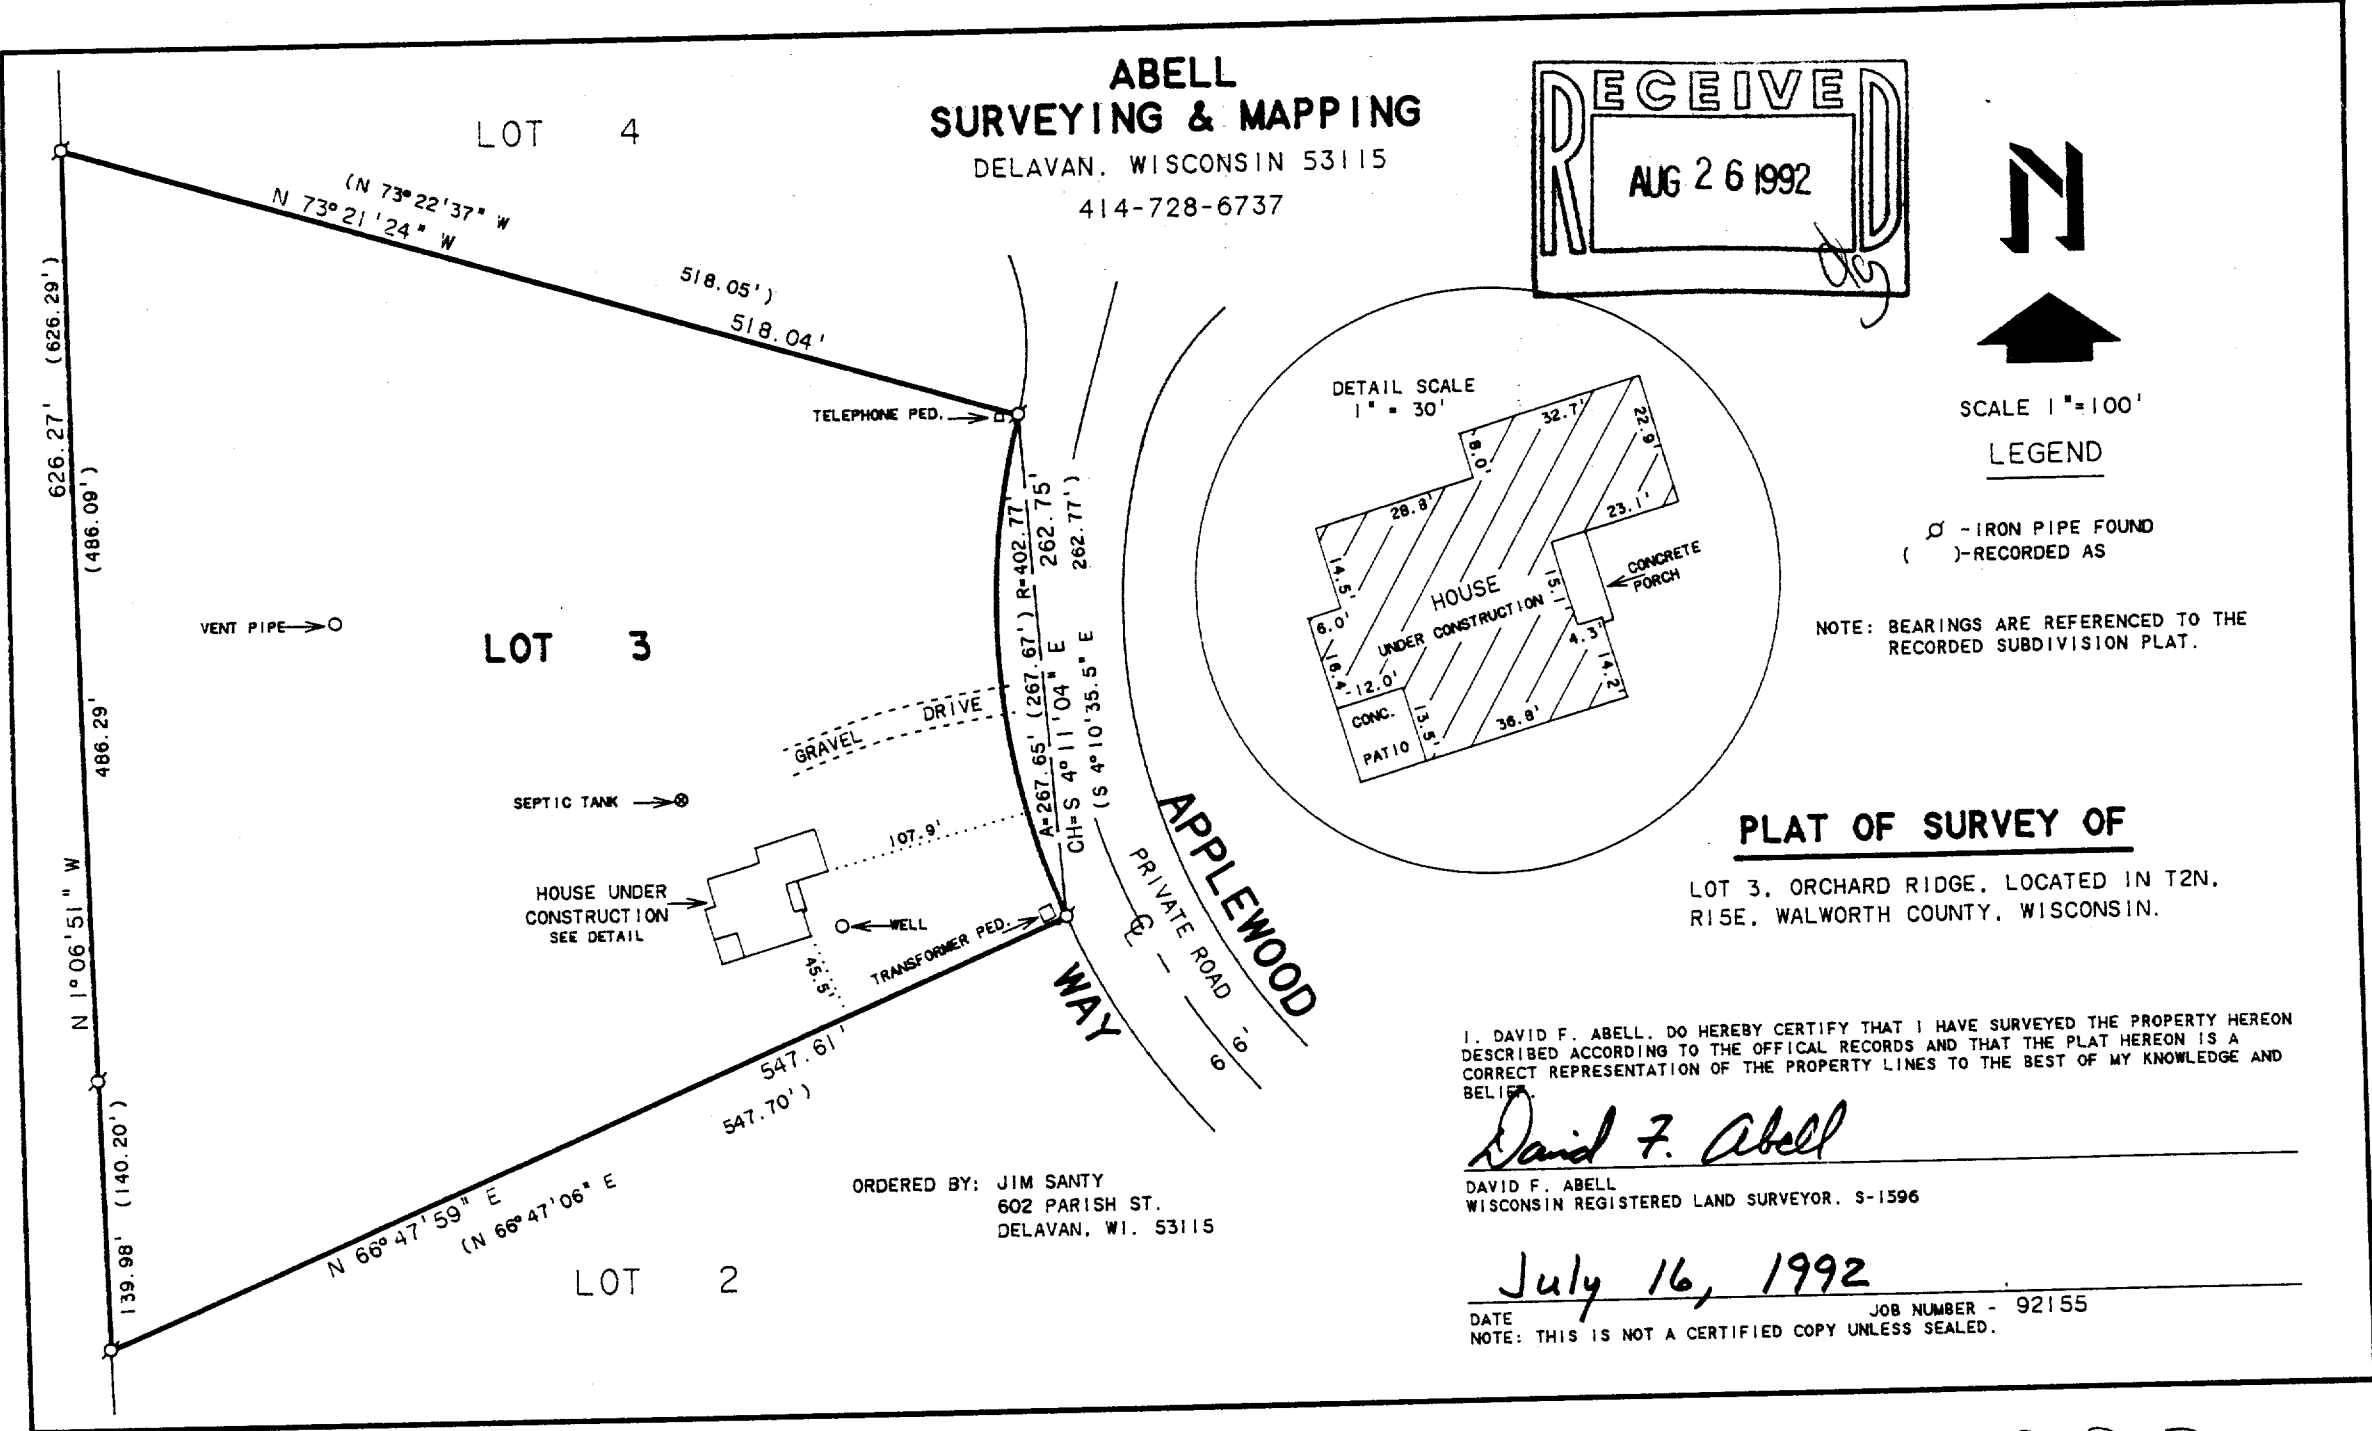 ABELL
SURVEYING & MAPPING
DELAVAN, WISCONSIN 53115
414-728-6737
RECEIVED
AUG 26 1992
N
SCALE 1"=100'
LEGEND
-IRON PIPE FOUND
( )-RECORDED AS
NOTE: BEARINGS ARE REFERENCED TO THE
RECORDED SUBDIVISION PLAT.
LOT 4
(N 73°22'37" W
N 73°21'24" W
518.05')
518.04'
626.27' (626.29')
(486.09')
486.29'
N 1°06'51" W
139.98' (140.20')
TELEPHONE PED.
VENT PIPE
LOT 3
GRAVEL DRIVE
SEPTIC TANK
107.9'
HOUSE UNDER
CONSTRUCTION
SEE DETAIL
WELL
TRANSFORMER PED.
45.5'
547.61'
547.70')
N 66°47'59" E
(N 66°47'06" E
LOT 2
A=267.65' (267.67') R=402.77'
CH=S 4°11'04" E 262.75'
(S 4°10'35.5" E 262.77')
APPLEWOOD
WAY
PRIVATE ROAD
66'
DETAIL SCALE
1" = 30'
32.7'
8.0'
22.9'
28.8'
23.1'
14.5'
HOUSE
UNDER CONSTRUCTION
15.1'
CONCRETE
PORCH
6.0'
4.3'
16.4'
12.0'
14.2'
CONC.
PATIO
13.5'
36.8'
PLAT OF SURVEY OF
LOT 3, ORCHARD RIDGE, LOCATED IN T2N,
R15E, WALWORTH COUNTY, WISCONSIN.
I, DAVID F. ABELL, DO HEREBY CERTIFY THAT I HAVE SURVEYED THE PROPERTY HEREON
DESCRIBED ACCORDING TO THE OFFICAL RECORDS AND THAT THE PLAT HEREON IS A
CORRECT REPRESENTATION OF THE PROPERTY LINES TO THE BEST OF MY KNOWLEDGE AND
BELIEF.
David F. Abell
DAVID F. ABELL
WISCONSIN REGISTERED LAND SURVEYOR, S-1596
July 16, 1992
DATE JOB NUMBER - 92155
NOTE: THIS IS NOT A CERTIFIED COPY UNLESS SEALED.
ORDERED BY: JIM SANTY
602 PARISH ST.
DELAVAN, WI. 53115